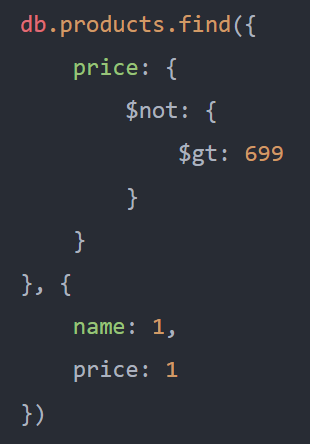 db.products.find({
    price: {
        $not: {
            $gt: 699
        }
    }
}, {
    name: 1,
    price: 1
})